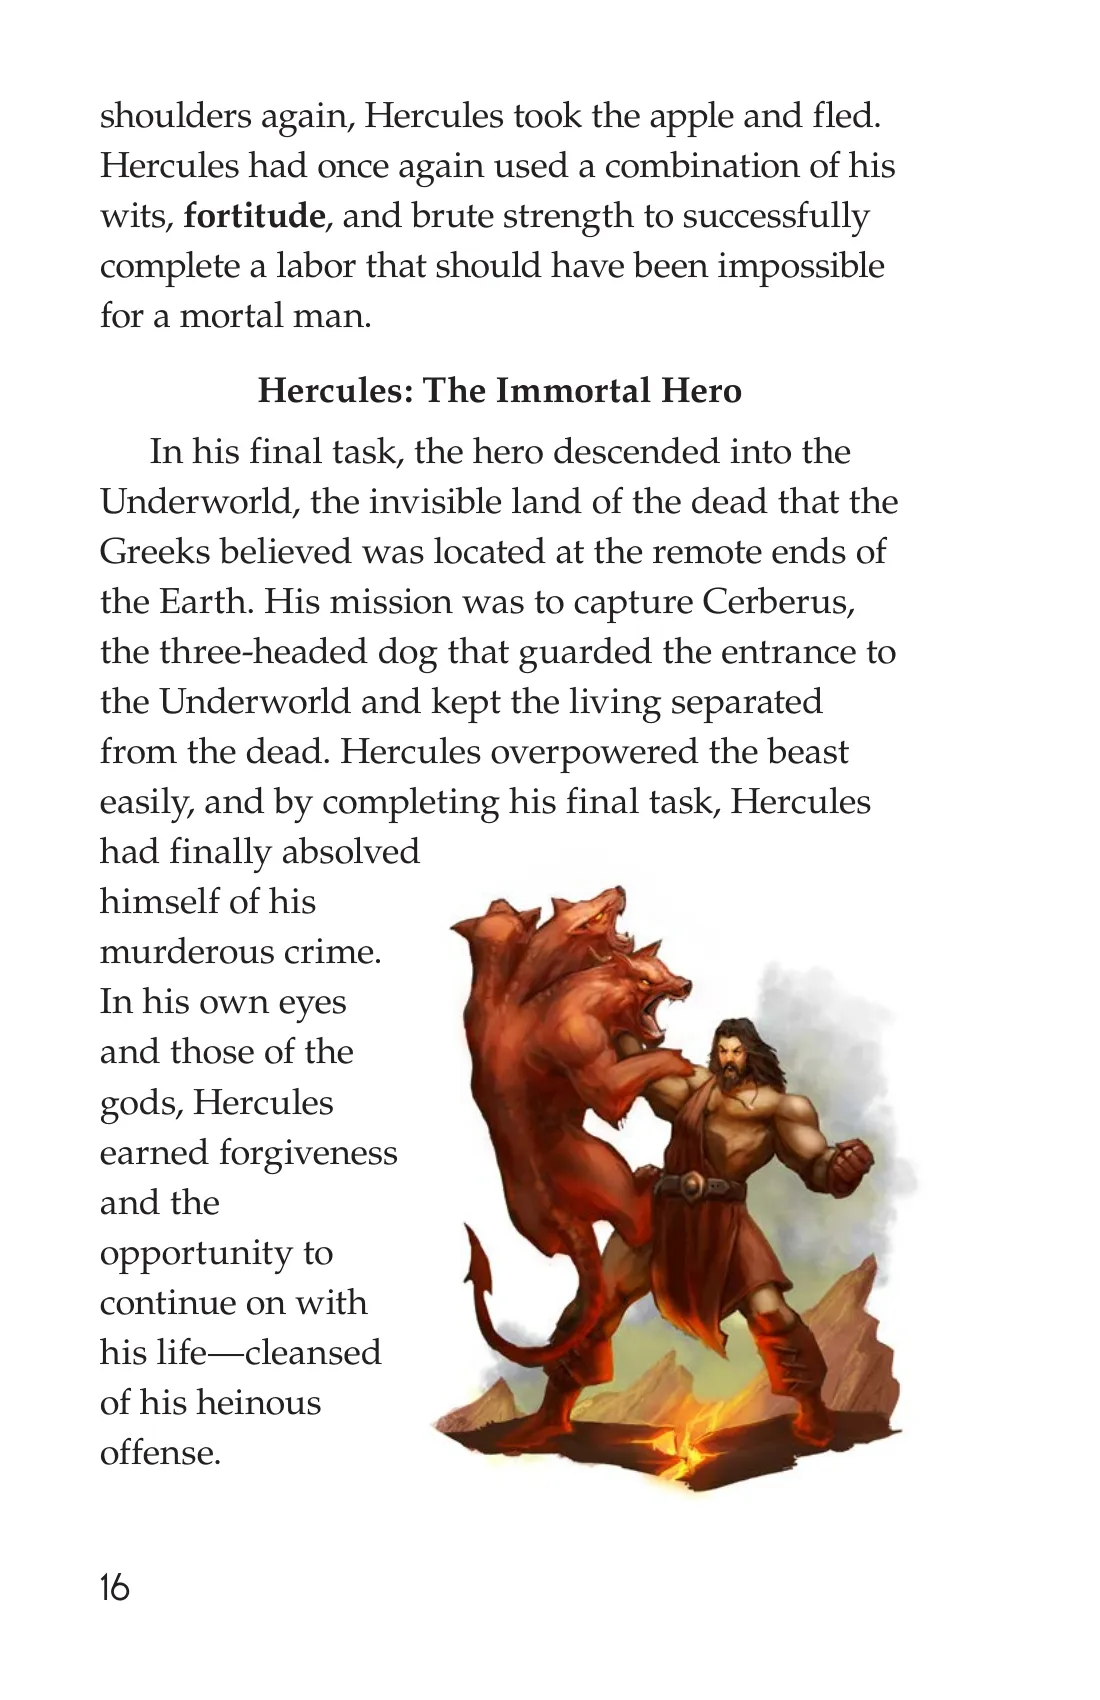 shoulders again, Hercules took the apple and fled.
Hercules had once again used a combination of his
wits, fortitude, and brute strength to successfully
complete a labor that should have been impossible
for a mortal man.
Hercules: The Immortal Hero
In his final task, the hero descended into the
Underworld, the invisible land of the dead that the
Greeks believed was located at the remote ends of
the Earth. His mission was to capture Cerberus,
the three-headed dog that guarded the entrance to
the Underworld and kept the living separated
from the dead. Hercules overpowered the beast
easily, and by completing his final task, Hercules
had finally absolved
himself of his
murderous crime.
In his own eyes
and those of the
gods, Hercules
earned forgiveness
and the
opportunity to
continue on with
his life—cleansed
of his heinous
offense.
16